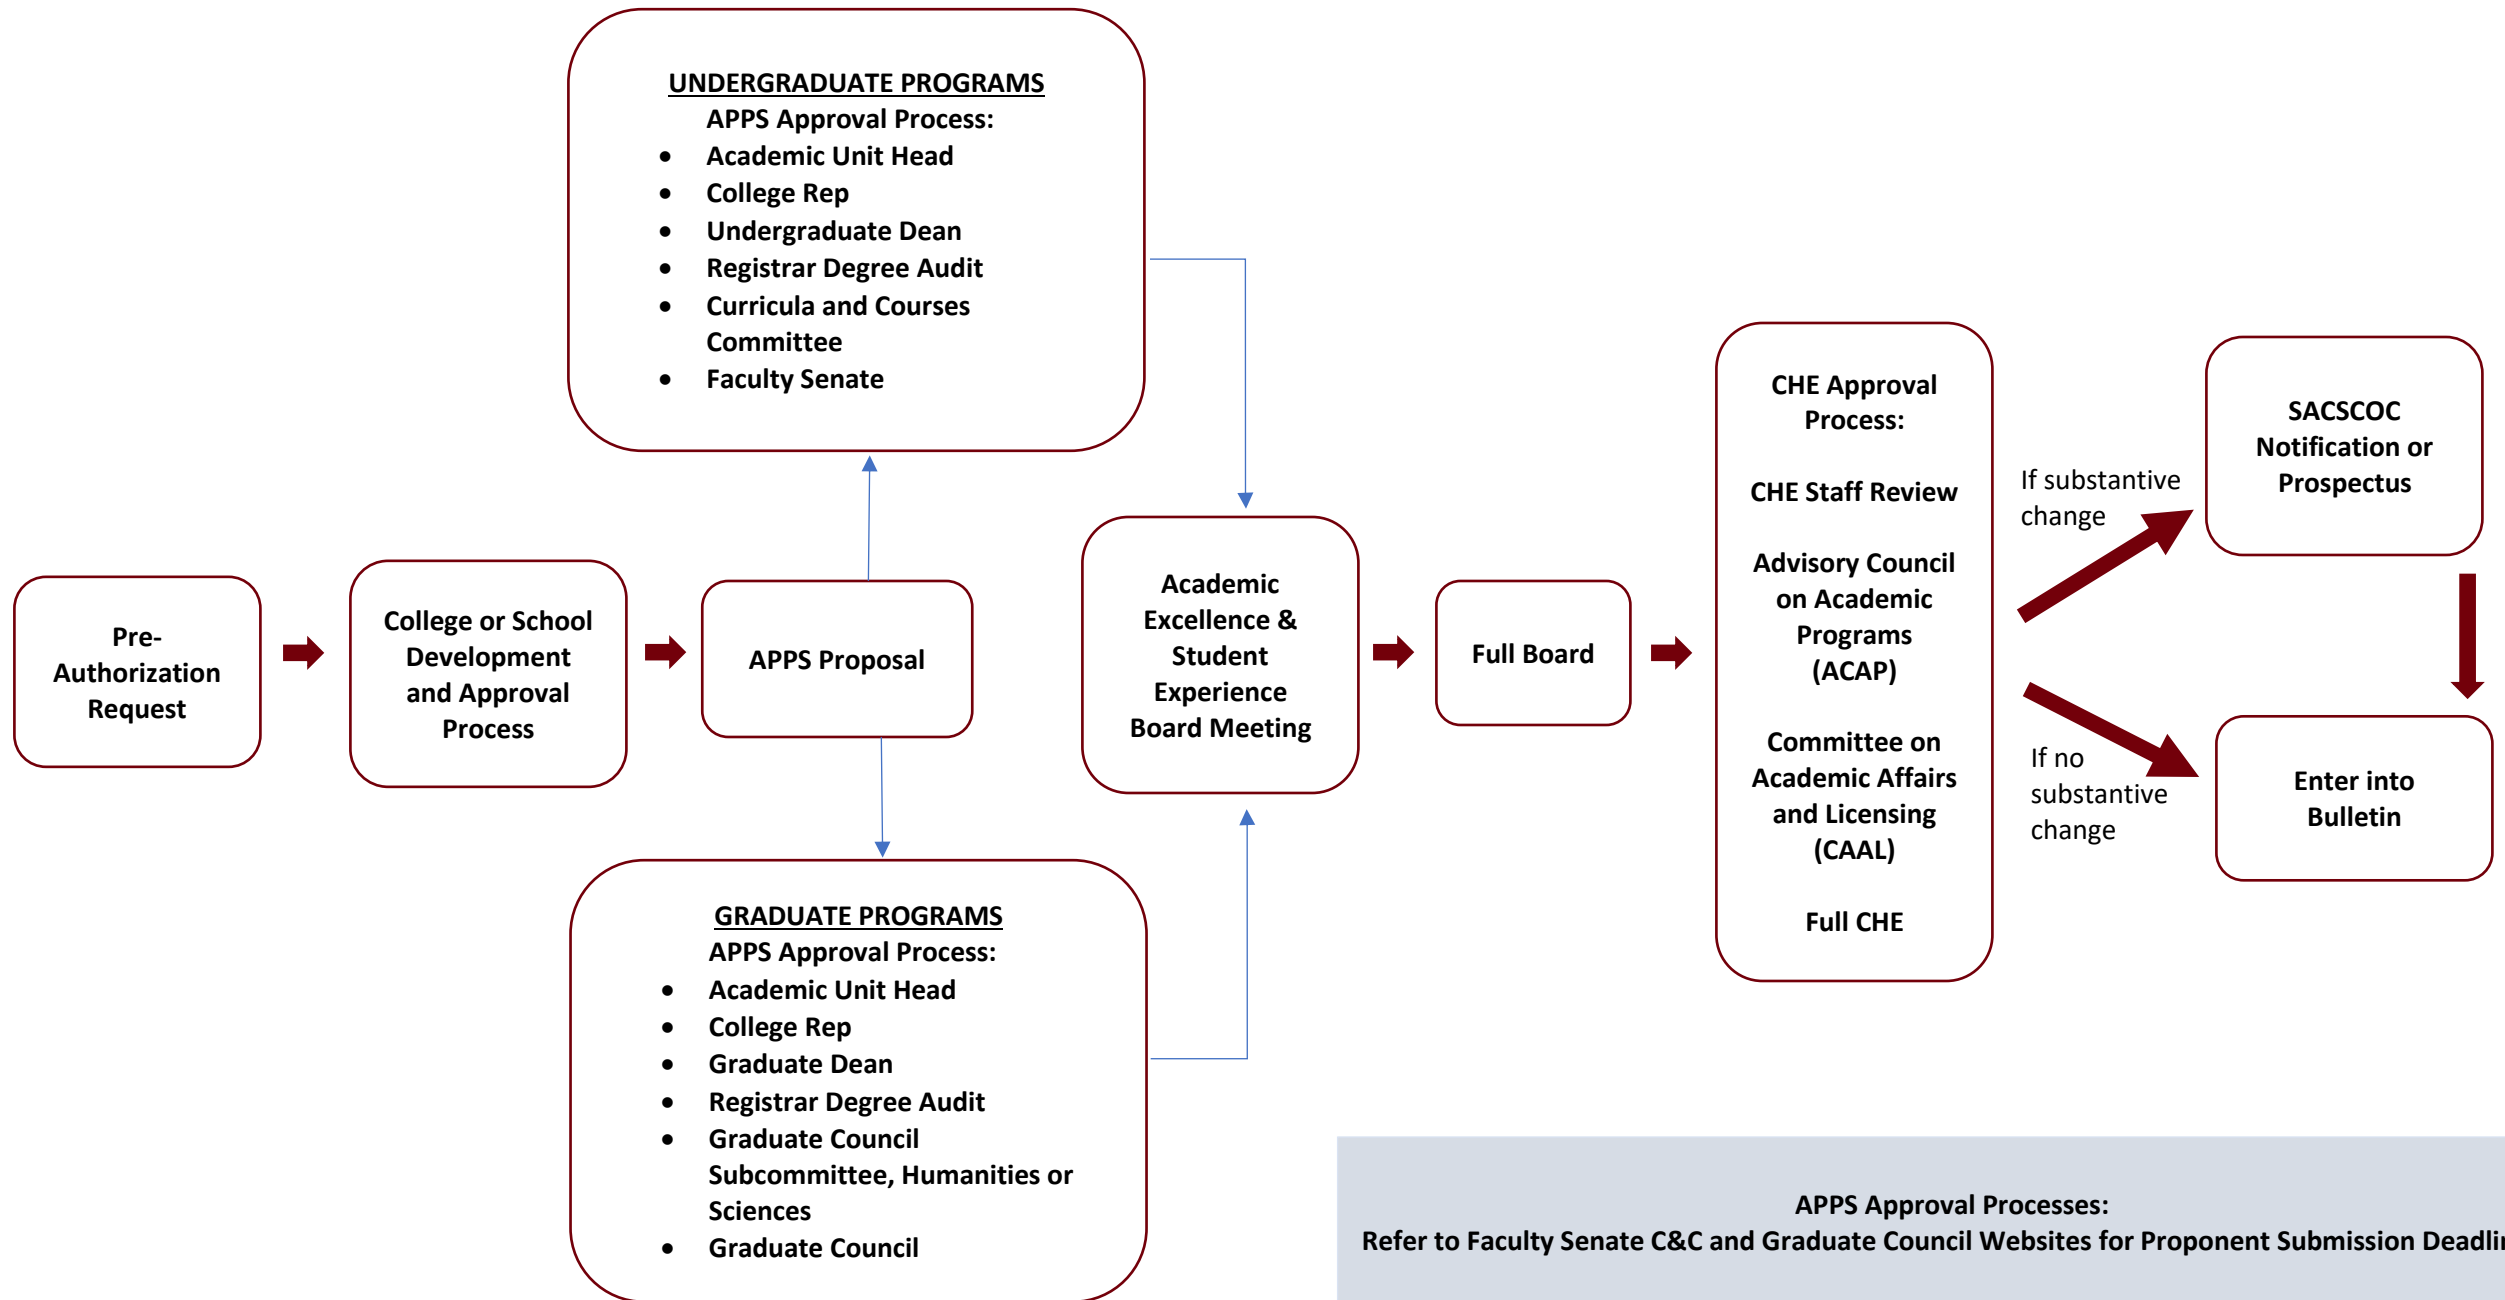 UNDERGRADUATE PROGRAMS
APPS Approval Process:
• Academic Unit Head
• College Rep
• Undergraduate Dean
• Registrar Degree Audit
• Curricula and Courses
Committee
• Faculty Senate
Pre-
Authorization
Request
College or School
Development
and Approval
Process
APPS Proposal
GRADUATE PROGRAMS
APPS Approval Process:
• Academic Unit Head
• College Rep
• Graduate Dean
• Registrar Degree Audit
• Graduate Council
Subcommittee, Humanities or
Sciences
• Graduate Council
Academic
Excellence &
Student
Experience
Board Meeting
Full Board
CHE Approval
Process:
CHE Staff Review
Advisory Council
on Academic
Programs
(ACAP)
Committee on
Academic Affairs
and Licensing
(CAAL)
Full CHE
If substantive
change
SACSCOC
Notification or
Prospectus
If no
substantive
change
Enter into
Bulletin
APPS Approval Processes:
Refer to Faculty Senate C&C and Graduate Council Websites for Proponent Submission